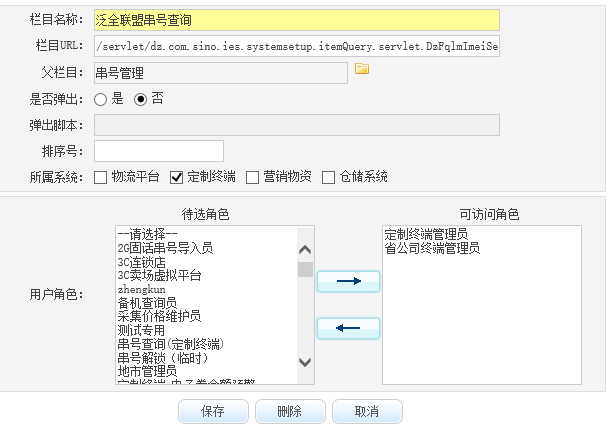 栏目名称： 泛全联盟串号查询
栏目URL： /servlet/dz.com.sino.ies.systemsetup.itemQuery.servlet.DzFqlmImeiSe
父栏目： 串号管理
是否弹出： 是 否
弹出脚本：
排序号：
所属系统： 物流平台 定制终端 营销物资 仓储系统
待选角色 可访问角色
用户角色：
--请选择--
2G固话串号导入员
3C连锁店
3C卖场虚拟平台
zhengkun
备机查询员
采集价格维护员
测试专用
串号查询(定制终端)
串号解锁（临时）
地市管理员
定制终端
定制终端管理员
省公司终端管理员
保存 删除 取消